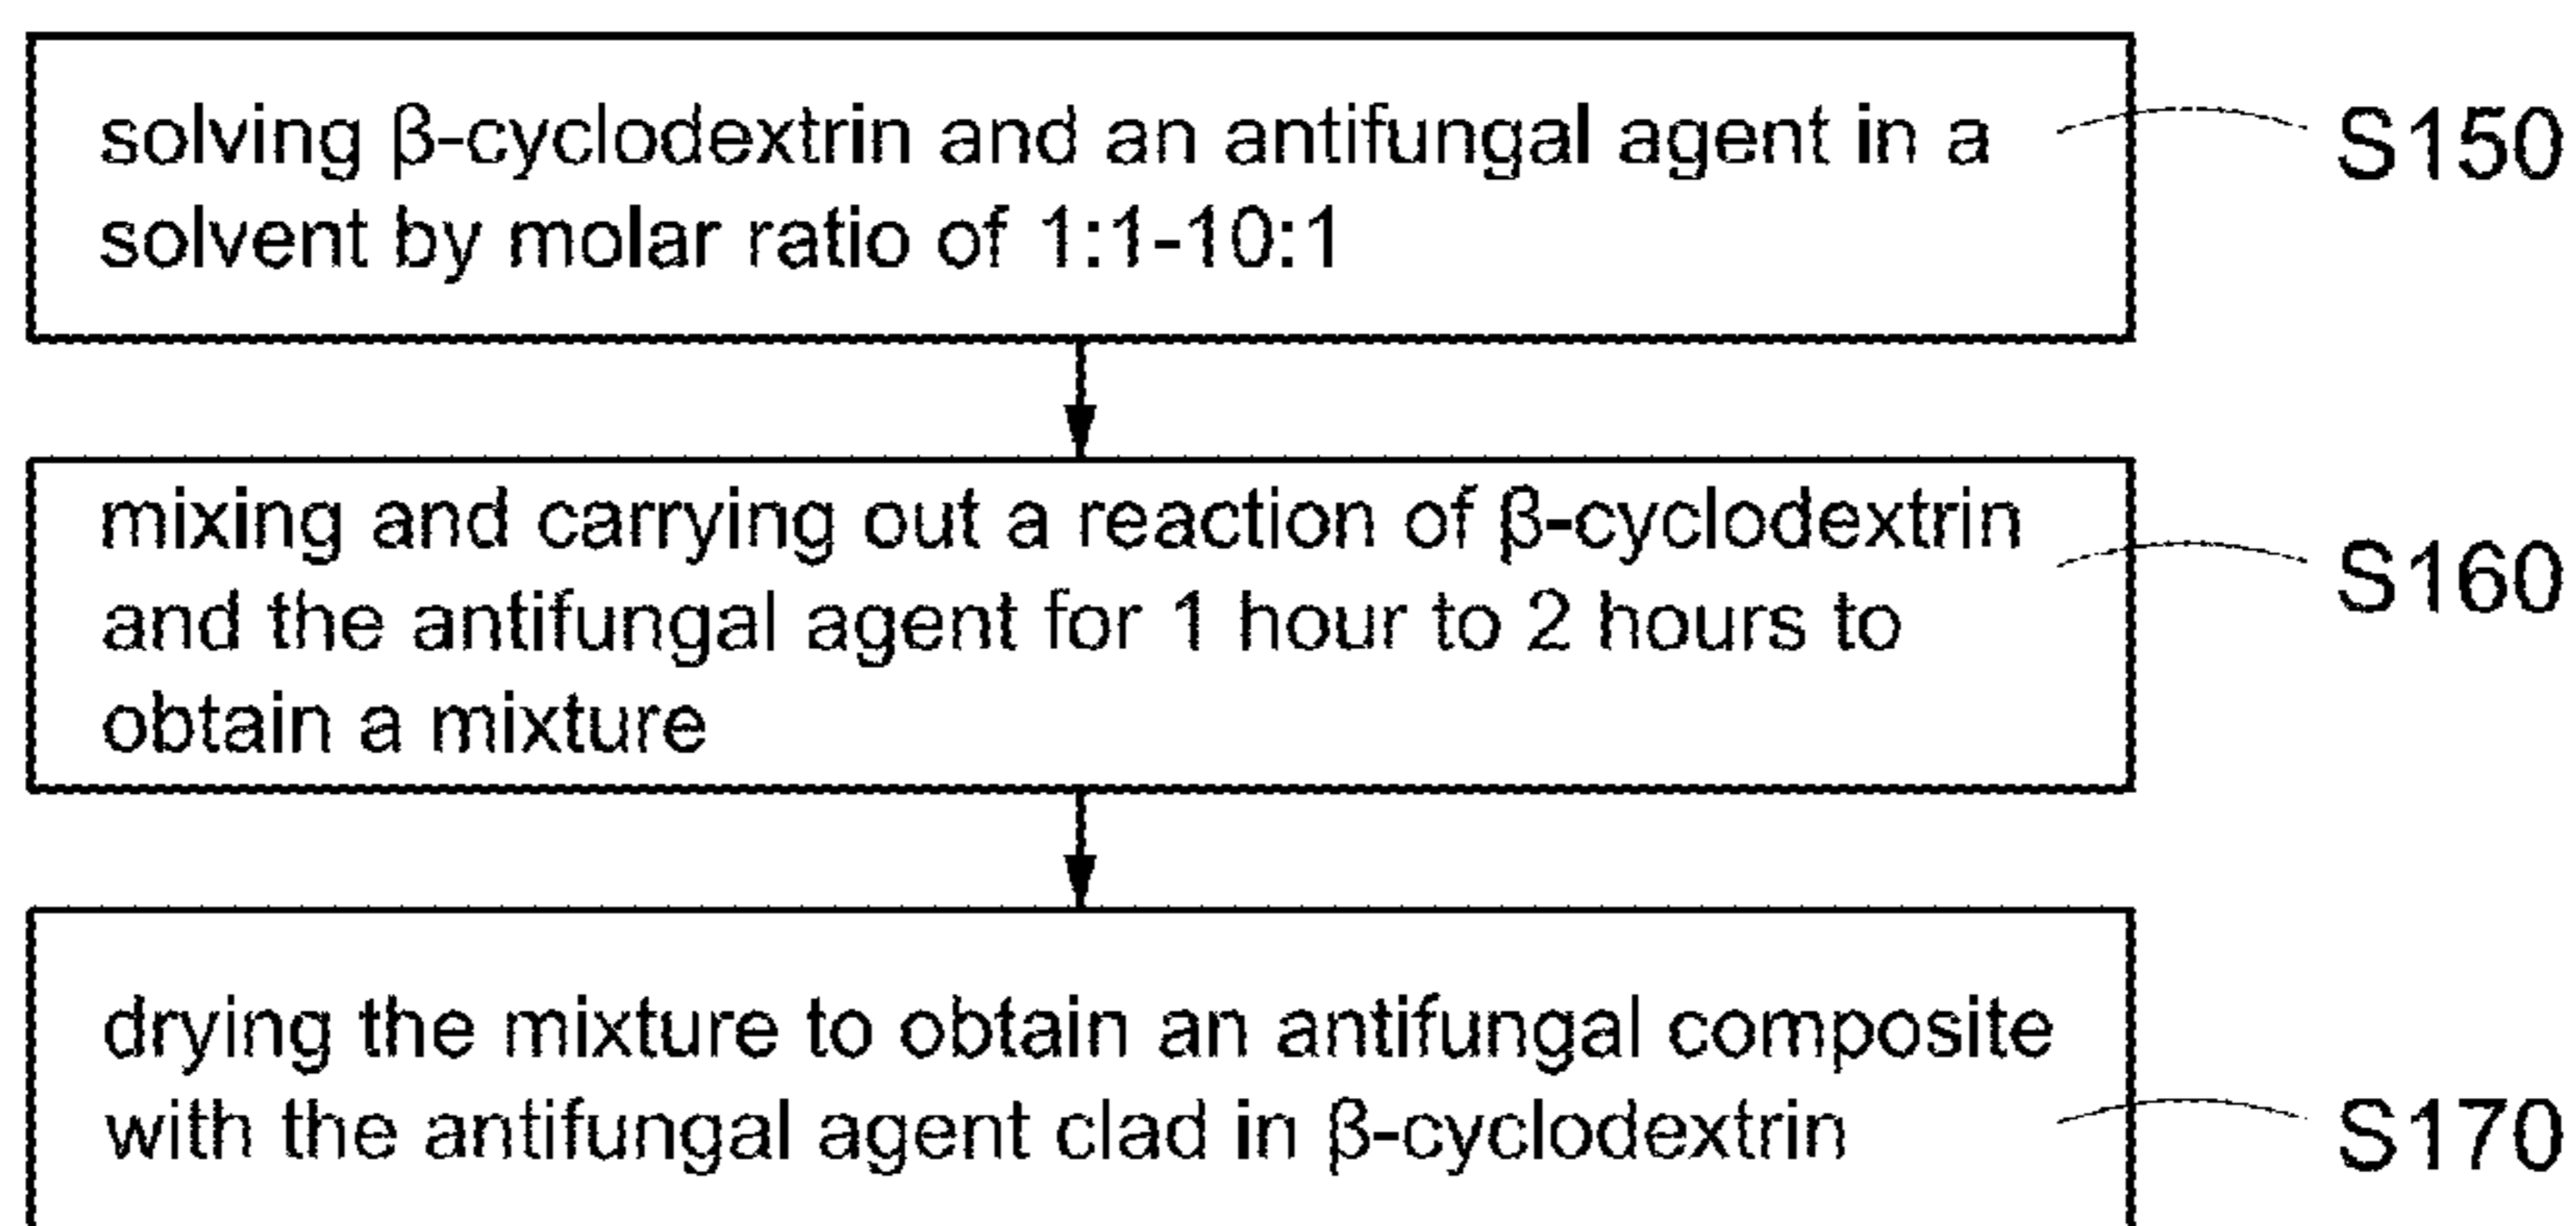 solving β-cyclodextrin and an antifungal agent in a
solvent by molar ratio of 1:1-10:1
S150
mixing and carrying out a reaction of β-cyclodextrin
and the antifungal agent for 1 hour to 2 hours to
obtain a mixture
S160
drying the mixture to obtain an antifungal composite
with the antifungal agent clad in β-cyclodextrin
S170